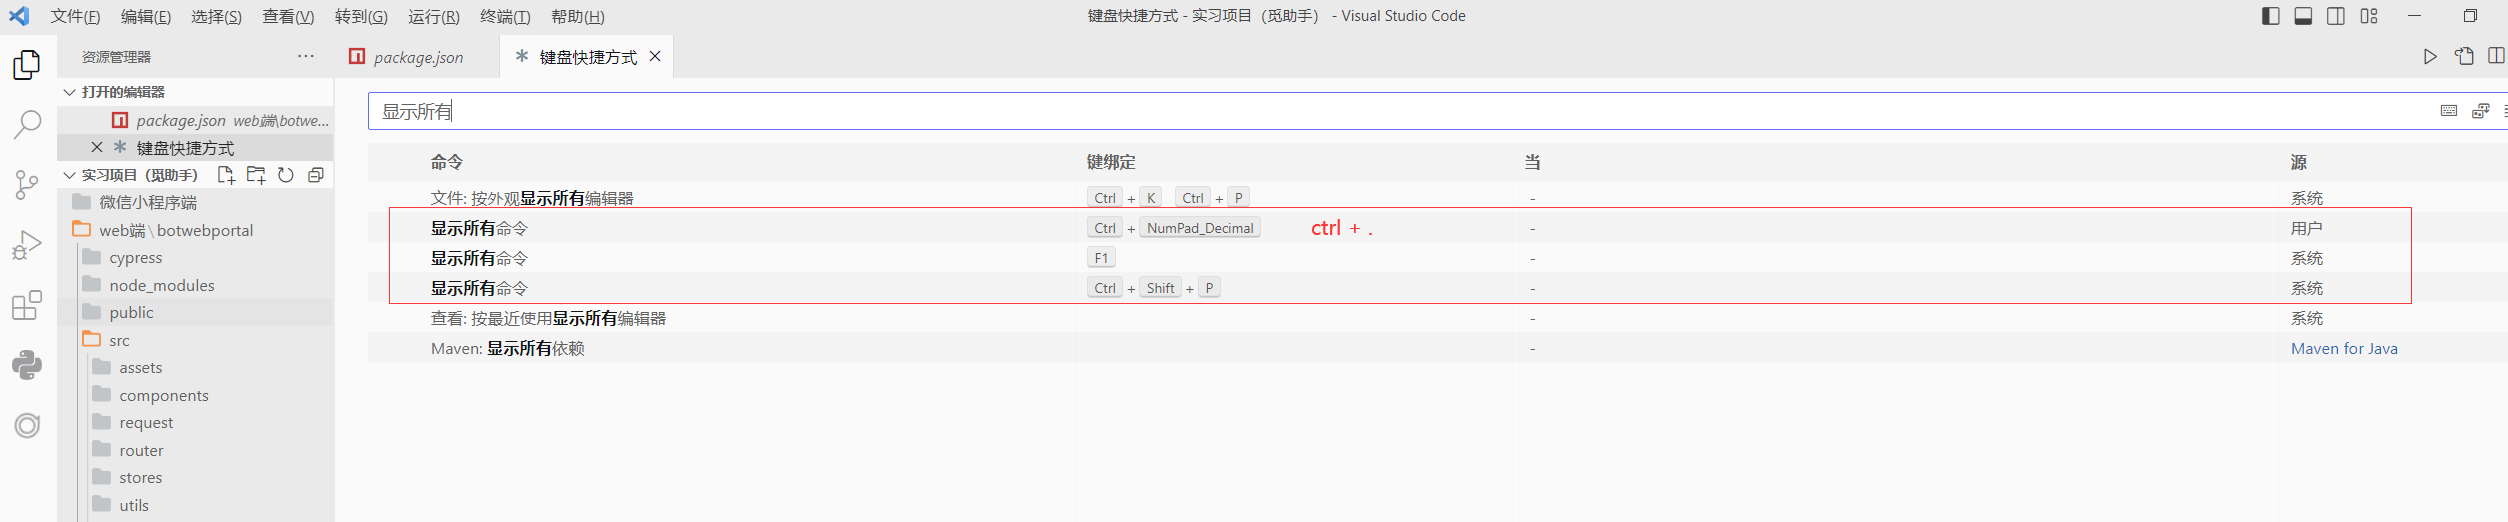 文件(F) 编辑(E) 选择(S) 查看(V) 转到(G) 运行(R) 终端(T) 帮助(H) 键盘快捷方式 - 实习项目（觅助手） - Visual Studio Code
资源管理器 ··· package.json 键盘快捷方式
打开的编辑器
package.json web端\botwe...
键盘快捷方式
实习项目（觅助手）
微信小程序端
web端\botwebportal
cypress
node_modules
public
src
assets
components
request
router
stores
utils
显示所有
命令 键绑定 当 源
文件: 按外观显示所有编辑器 Ctrl + K Ctrl + P - 系统
显示所有命令 Ctrl + NumPad_Decimal ctrl + . - 用户
显示所有命令 F1 - 系统
显示所有命令 Ctrl + Shift + P - 系统
查看: 按最近使用显示所有编辑器 - 系统
Maven: 显示所有依赖 - Maven for Java